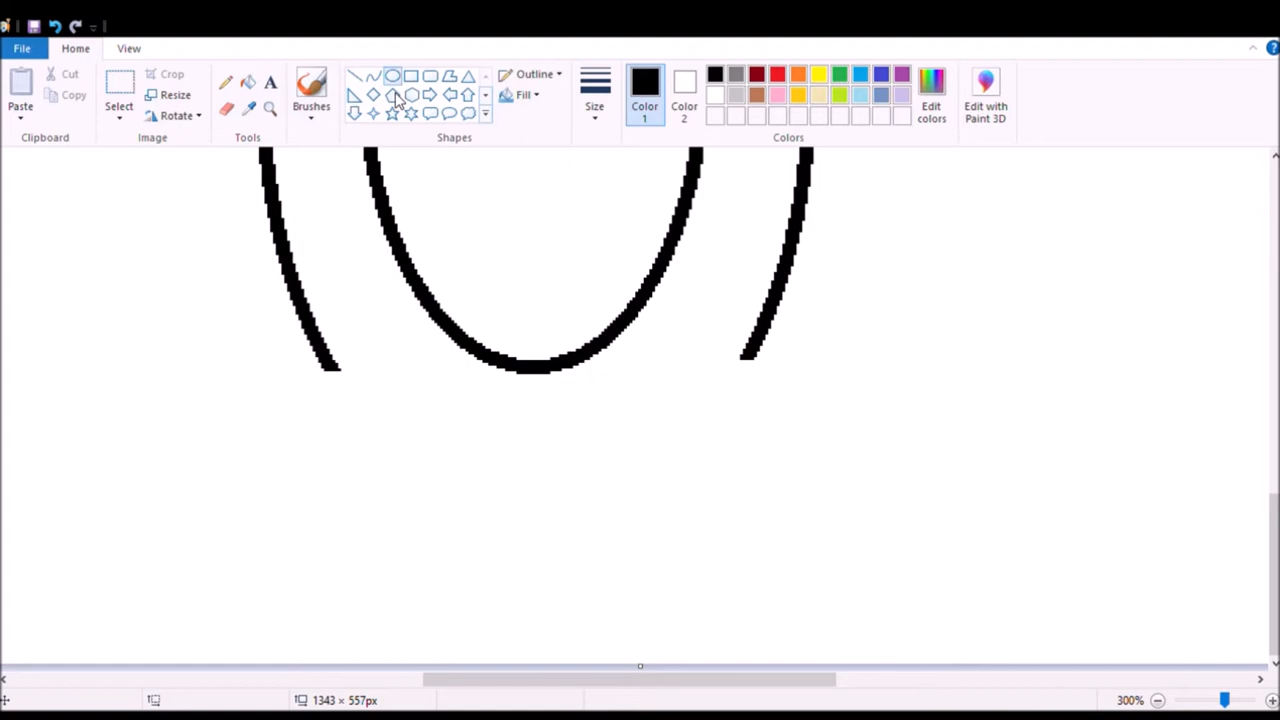 File Home View
Paste
Cut
Copy
Clipboard
Select
Crop
Resize
Rotate
Image
A
Tools
Brushes
Shapes
Outline
Fill
Size
Color 1
Color 2
Edit colors
Colors
Edit with Paint 3D
1343 × 557px
300%